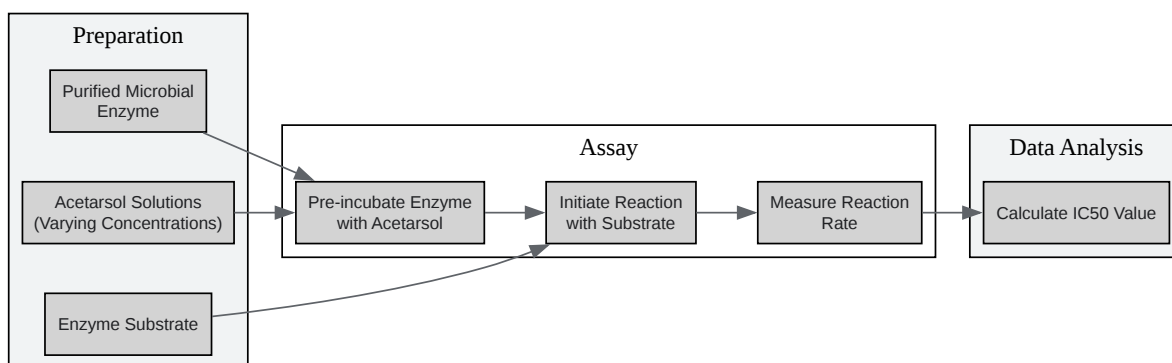 Preparation
Purified Microbial
Enzyme
Acetarsol Solutions
(Varying Concentrations)
Enzyme Substrate
Assay
Pre-incubate Enzyme
with Acetarsol
Initiate Reaction
with Substrate
Measure Reaction
Rate
Data Analysis
Calculate IC50 Value